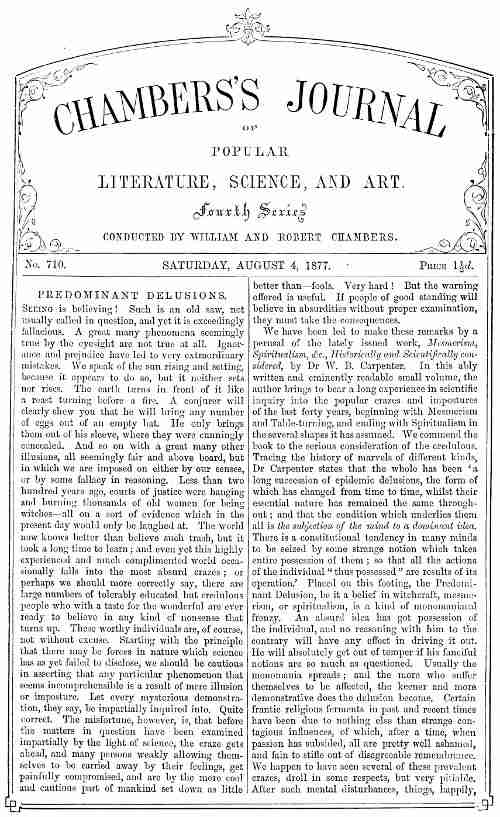 CHAMBERS'S JOURNAL
OF
POPULAR
LITERATURE, SCIENCE, AND ART.
Fourth Series
CONDUCTED BY WILLIAM AND ROBERT CHAMBERS.
No. 710.
SATURDAY, AUGUST 4, 1877.
PRICE 1½d.
PREDOMINANT DELUSIONS.
SEEING is believing! Such is an old saw, not
usually called in question, and yet it is exceedingly
fallacious. A great many phenomena seemingly
true to the eyesight are not true at all. Ignor-
ance and prejudice have led to very extraordinary
mistakes. We speak of the sun rising and setting,
because it appears to do so, but it neither sets
nor rises. The earth turns in front of it like
a roast turning before a fire. A conjurer will
clearly shew you that he will bring any number
of eggs out of an empty hat. He only brings
them out of his sleeve, where they were cunningly
concealed. And so on with a great many other
illusions, all seemingly fair and above board, but
in which we are imposed on either by our senses,
or by some fallacy in reasoning. Less than two
hundred years ago, courts of justice were hanging
and burning thousands of old women for being
witches—all on a sort of evidence which in the
present day would only be laughed at. The world
now knows better than believe such trash, but it
took a long time to learn; and even yet this highly
experienced and much complimented world occa-
sionally falls into the most absurd crazes; or
perhaps we should more correctly say, there are
large numbers of tolerably educated but credulous
people who with a taste for the wonderful are ever
ready to believe in any kind of nonsense that
turns up. These worthy individuals are, of course,
not without excuse. Starting with the principle
that there may be forces in nature which science
has as yet failed to disclose, we should be cautious
in asserting that any particular phenomenon that
seems incomprehensible is a result of mere illusion
or imposture. Let every mysterious demonstra-
tion, they say, be impartially inquired into. Quite
correct. The misfortune, however, is, that before
the matters in question have been examined
impartially by the light of science, the craze gets
ahead, and many persons weakly allowing them-
selves to be carried away by their feelings, get
painfully compromised, and are by the more cool
and cautious part of mankind set down as little
better than—fools. Very hard! But the warning
offered is useful. If people of good standing will
believe in absurdities without proper examination,
they must take the consequences.
We have been led to make these remarks by a
perusal of the lately issued work, Mesmerism,
Spiritualism, &c., Historically and Scientifically con-
sidered, by Dr W. B. Carpenter. In this ably
written and eminently readable small volume, the
author brings to bear a long experience in scientific
inquiry into the popular crazes and impostures
of the last forty years, beginning with Mesmerism
and Table-turning, and ending with Spiritualism in
the several shapes it has assumed. We commend the
book to the serious consideration of the credulous.
Tracing the history of marvels of different kinds,
Dr Carpenter states that the whole has been 'a
long succession of epidemic delusions, the form of
which has changed from time to time, whilst their
essential nature has remained the same through-
out; and that the condition which underlies them
all is the subjection of the mind to a dominant idea.
There is a constitutional tendency in many minds
to be seized by some strange notion which takes
entire possession of them; so that all the actions
of the individual "thus possessed" are results of its
operation.' Placed on this footing, the Predomi-
nant Delusion, be it a belief in witchcraft, mesme-
rism, or spiritualism, is a kind of monomaniacal
frenzy. An absurd idea has got possession of
the individual, and no reasoning with him to the
contrary will have any effect in driving it out.
He will absolutely get out of temper if his fanciful
notions are so much as questioned. Usually the
monomania spreads; and the more who suffer
themselves to be affected, the keener and more
demonstrative does the delusion become. Certain
frantic religious ferments in past and recent times
have been due to nothing else than strange con-
tagious influences, of which, after a time, when
passion has subsided, all are pretty well ashamed,
and fain to stifle out of disagreeable remembrance.
We happen to have seen several of these prevalent
crazes, droll in some respects, but very pitiable.
After such mental disturbances, things, happily,